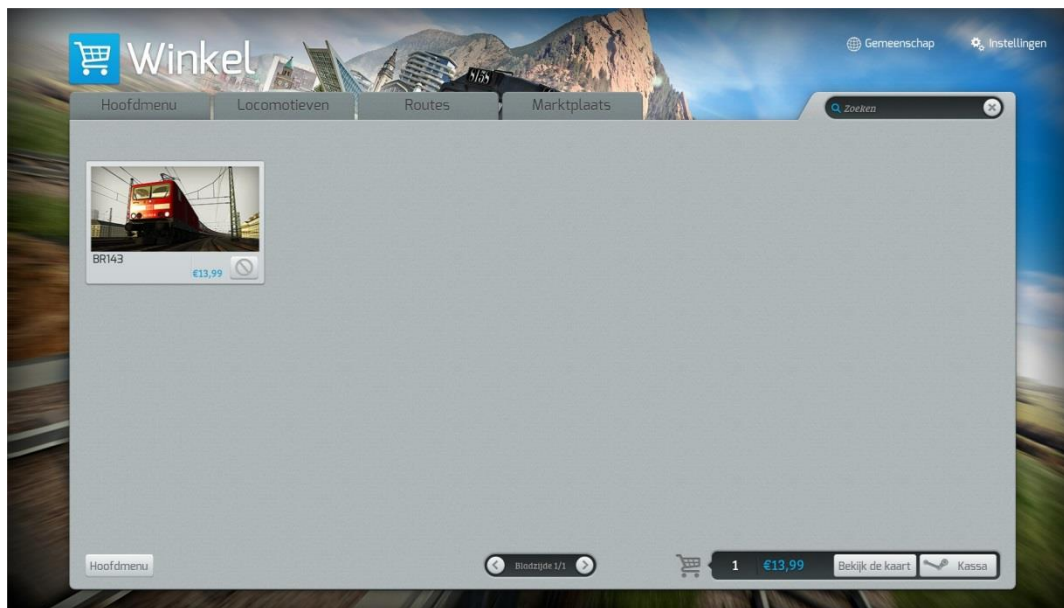 Winkel
Gemeenschap
Instellingen
Hoofdmenu
Locomotieven
Routes
Marktplaats
Zoeken
BR143
€13,99
Hoofdmenu
Bladzijde 1/1
1
€13,99
Bekijk de kaart
Kassa